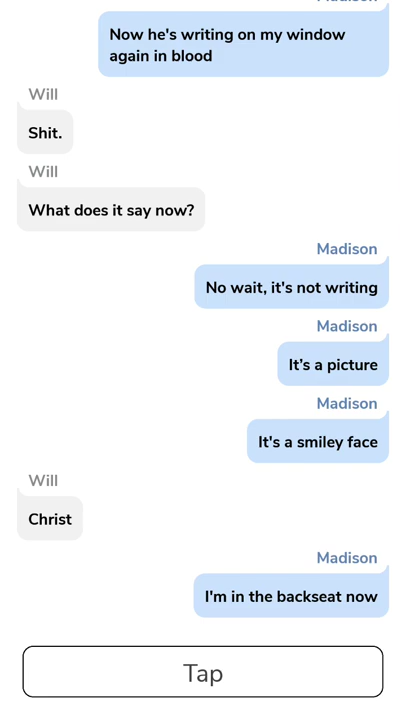 Madison
Now he's writing on my window
again in blood
Will
Shit.
Will
What does it say now?
Madison
No wait, it's not writing
Madison
It’s a picture
Madison
It's a smiley face
Will
Christ
Madison
I'm in the backseat now
Tap